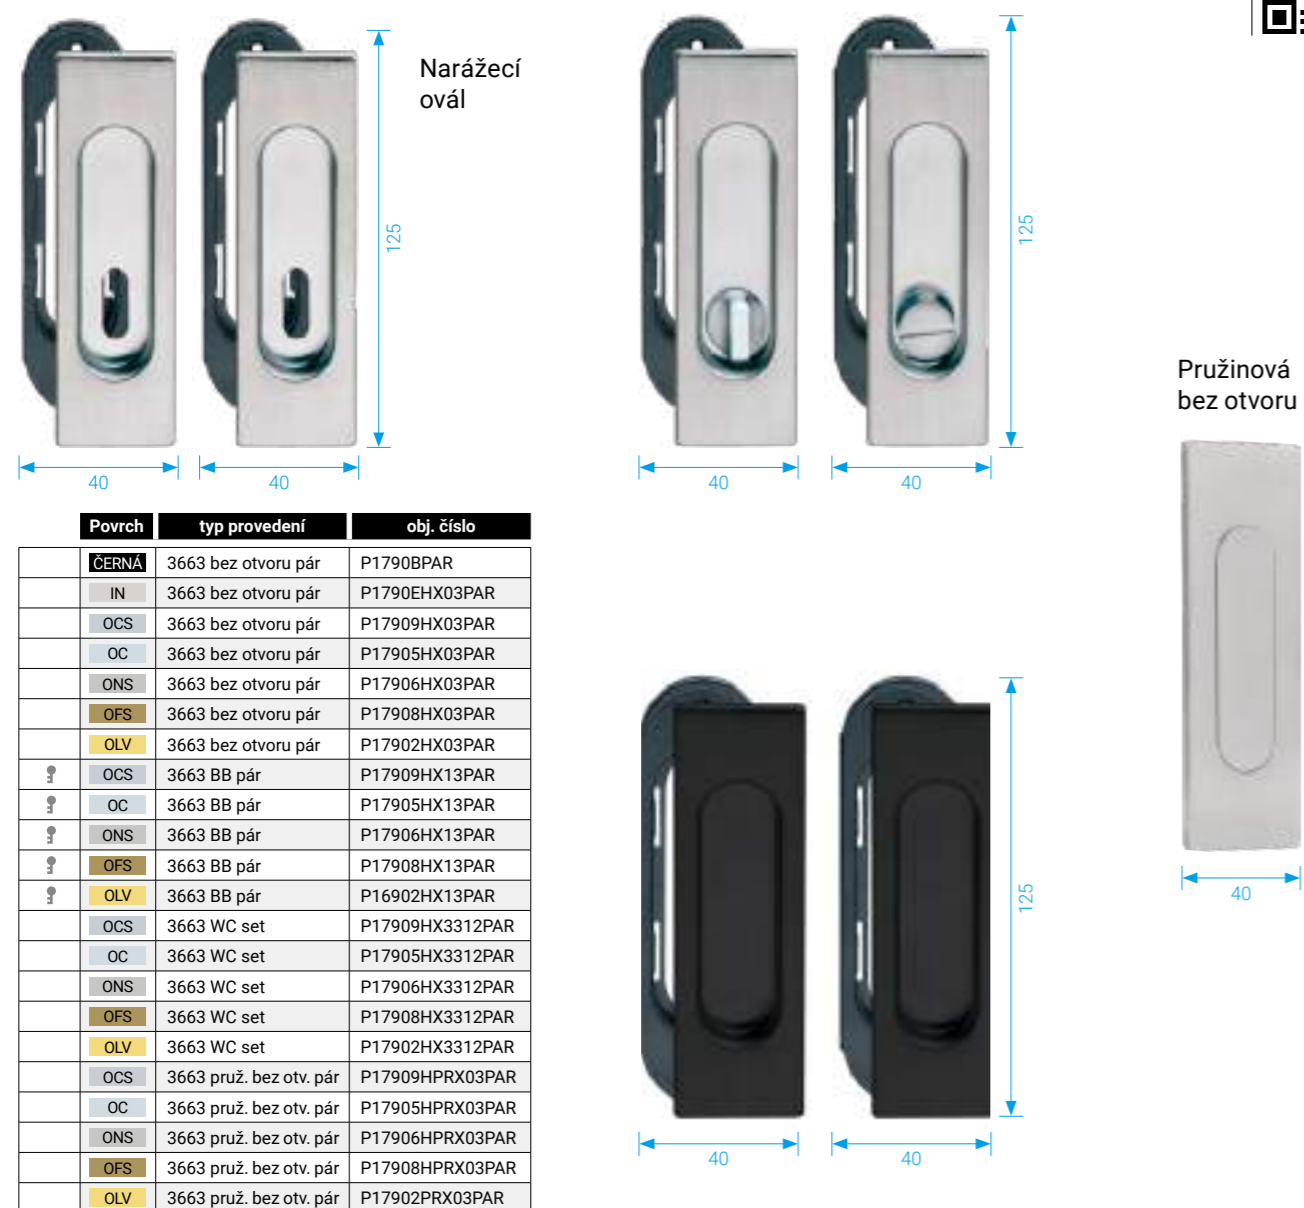 Narážecí
ovál
125
40
40
125
40
40
Pružinová
bez otvoru
40
125
40
40
Povrch typ provedení obj. číslo
ČERNÁ 3663 bez otvoru pár P1790BPAR
IN 3663 bez otvoru pár P1790EHX03PAR
OCS 3663 bez otvoru pár P17909HX03PAR
OC 3663 bez otvoru pár P17905HX03PAR
ONS 3663 bez otvoru pár P17906HX03PAR
OFS 3663 bez otvoru pár P17908HX03PAR
OLV 3663 bez otvoru pár P17902HX03PAR
OCS 3663 BB pár P17909HX13PAR
OC 3663 BB pár P17905HX13PAR
ONS 3663 BB pár P17906HX13PAR
OFS 3663 BB pár P17908HX13PAR
OLV 3663 BB pár P16902HX13PAR
OCS 3663 WC set P17909HX3312PAR
OC 3663 WC set P17905HX3312PAR
ONS 3663 WC set P17906HX3312PAR
OFS 3663 WC set P17908HX3312PAR
OLV 3663 WC set P17902HX3312PAR
OCS 3663 pruž. bez otv. pár P17909HPRX03PAR
OC 3663 pruž. bez otv. pár P17905HPRX03PAR
ONS 3663 pruž. bez otv. pár P17906HPRX03PAR
OFS 3663 pruž. bez otv. pár P17908HPRX03PAR
OLV 3663 pruž. bez otv. pár P17902PRX03PAR